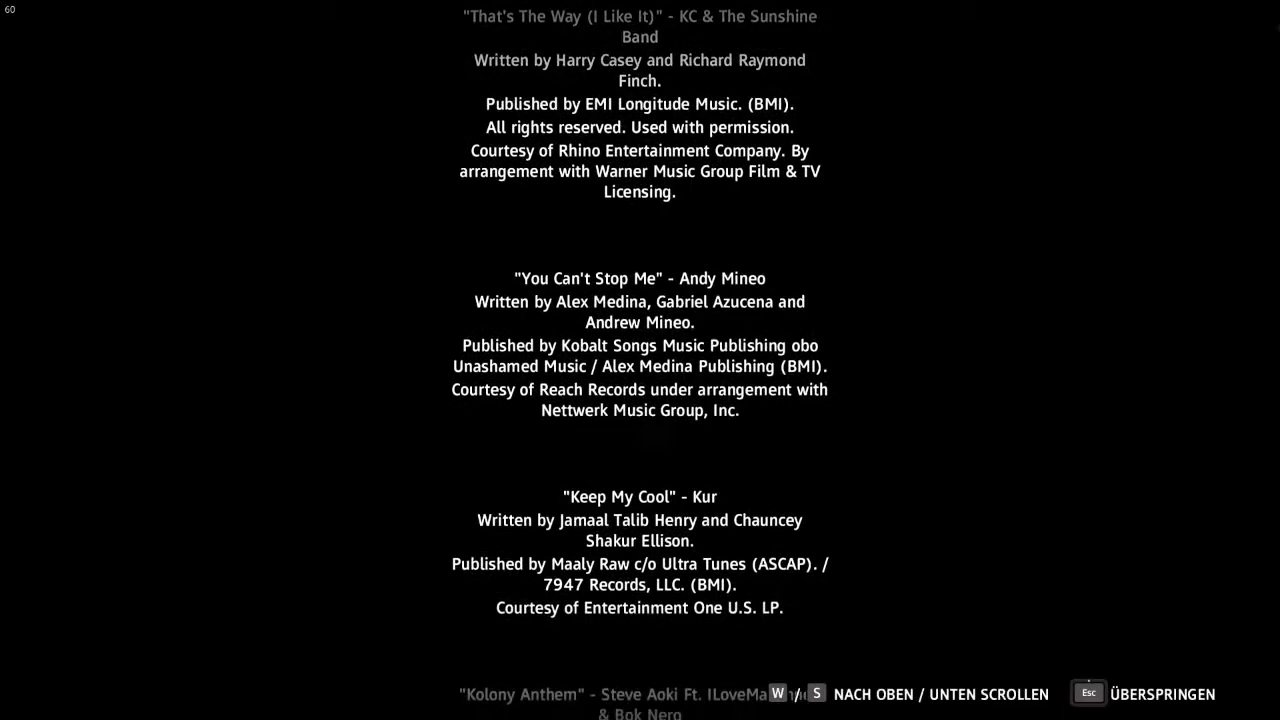 60
"That's The Way (I Like It)" - KC & The Sunshine
Band
Written by Harry Casey and Richard Raymond
Finch.
Published by EMI Longitude Music. (BMI).
All rights reserved. Used with permission.
Courtesy of Rhino Entertainment Company. By
arrangement with Warner Music Group Film & TV
Licensing.
"You Can't Stop Me" - Andy Mineo
Written by Alex Medina, Gabriel Azucena and
Andrew Mineo.
Published by Kobalt Songs Music Publishing obo
Unashamed Music / Alex Medina Publishing (BMI).
Courtesy of Reach Records under arrangement with
Nettwerk Music Group, Inc.
"Keep My Cool" - Kur
Written by Jamaal Talib Henry and Chauncey
Shakur Ellison.
Published by Maaly Raw c/o Ultra Tunes (ASCAP). /
7947 Records, LLC. (BMI).
Courtesy of Entertainment One U.S. LP.
"Kolony Anthem" - Steve Aoki Ft.
& Bok Nero
W / S NACH OBEN / UNTEN SCROLLEN Esc ÜBERSPRINGEN